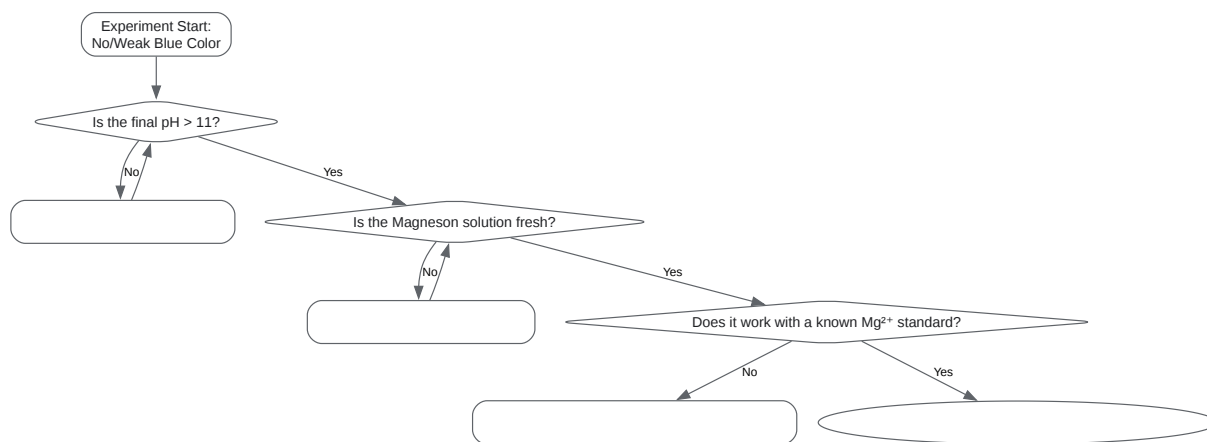 Experiment Start:
No/Weak Blue Color
Is the final pH > 11?
No
Yes
Is the Magneson solution fresh?
No
Yes
Does it work with a known Mg²⁺ standard?
No
Yes